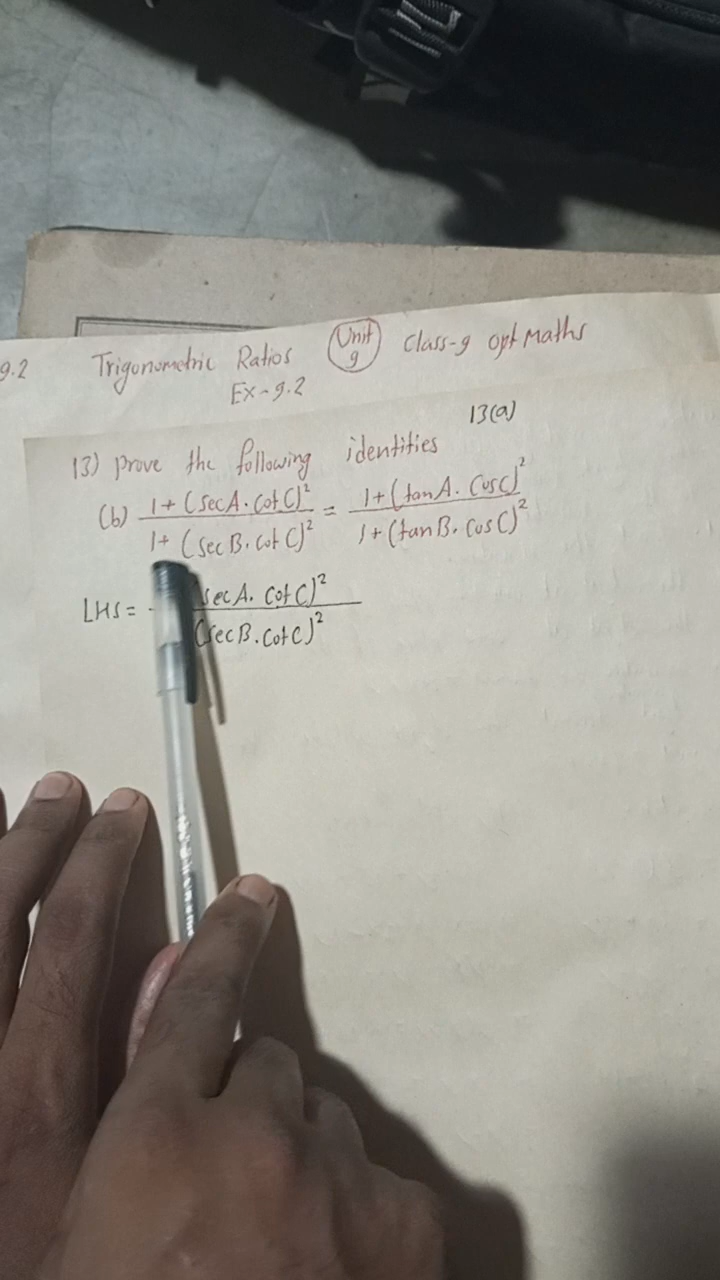 9.2 Trigonometric Ratios Unit 9 Class-9 Opt Maths
Ex-9.2
13(a)
13) prove the following identities
(b) 1+(secA.cotC)² / 1+(secB.cotC)² = 1+(tanA.cosC)² / 1+(tanB.cosC)²
LHS = secA.cotC)² / (secB.cotC)²